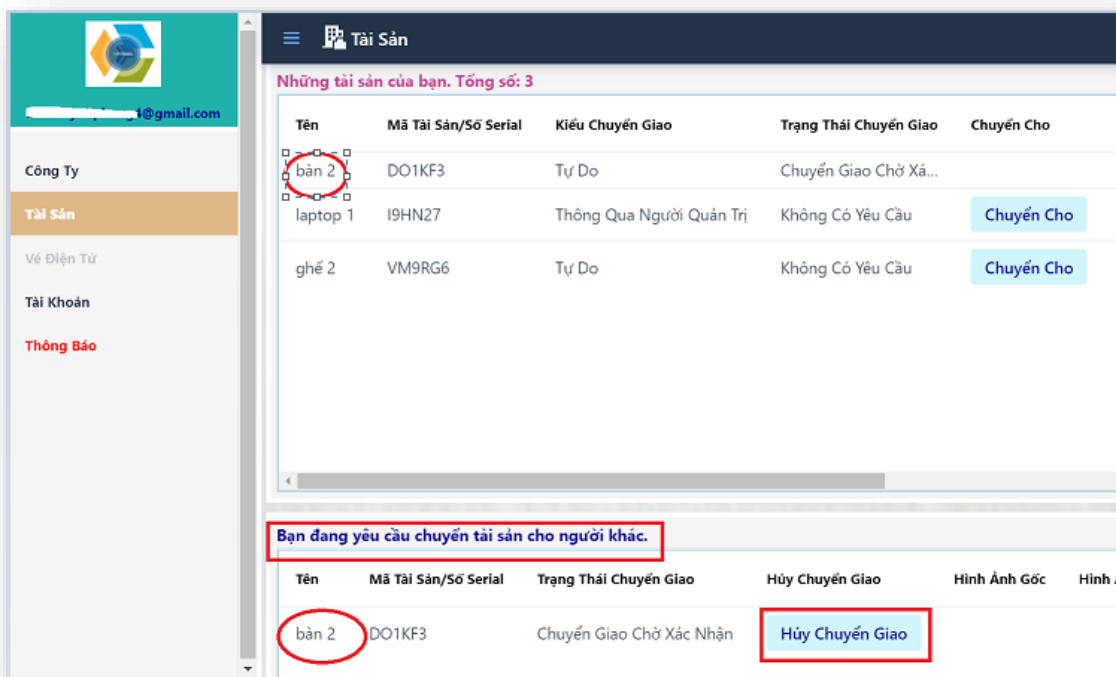 Tài Sản
1@gmail.com
Công Ty
Tài Sản
Vé Điện Tử
Tài Khoản
Thông Báo
Những tài sản của bạn. Tổng số: 3
Tên Mã Tài Sản/Số Serial Kiểu Chuyển Giao Trạng Thái Chuyển Giao Chuyển Cho
bàn 2 DO1KF3 Tự Do Chuyển Giao Chờ Xá...
laptop 1 I9HN27 Thông Qua Người Quản Trị Không Có Yêu Cầu Chuyển Cho
ghế 2 VM9RG6 Tự Do Không Có Yêu Cầu Chuyển Cho
Bạn đang yêu cầu chuyển tài sản cho người khác.
Tên Mã Tài Sản/Số Serial Trạng Thái Chuyển Giao Hủy Chuyển Giao Hình Ảnh Gốc Hình
bàn 2 DO1KF3 Chuyển Giao Chờ Xác Nhận Hủy Chuyển Giao